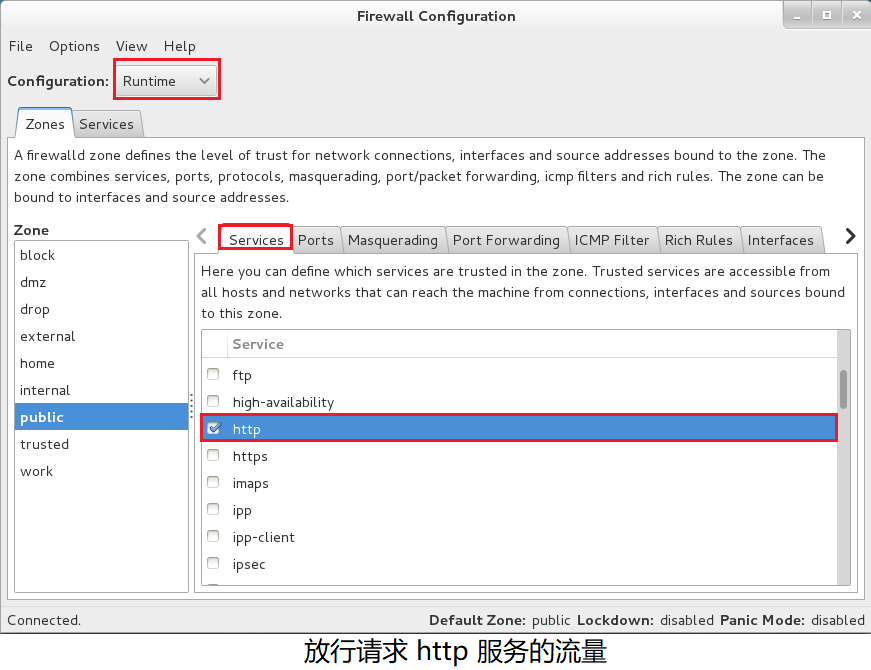 Firewall Configuration
File Options View Help
Configuration: Runtime
Zones Services
A firewalld zone defines the level of trust for network connections, interfaces and source addresses bound to the zone. The
zone combines services, ports, protocols, masquerading, port/packet forwarding, icmp filters and rich rules. The zone can be
bound to interfaces and source addresses.
Zone
block
dmz
drop
external
home
internal
public
trusted
work
Services Ports Masquerading Port Forwarding ICMP Filter Rich Rules Interfaces
Here you can define which services are trusted in the zone. Trusted services are accessible from
all hosts and networks that can reach the machine from connections, interfaces and sources bound
to this zone.
Service
ftp
high-availability
http
https
imaps
ipp
ipp-client
ipsec
Connected.
Default Zone: public Lockdown: disabled Panic Mode: disabled
放行请求 http 服务的流量